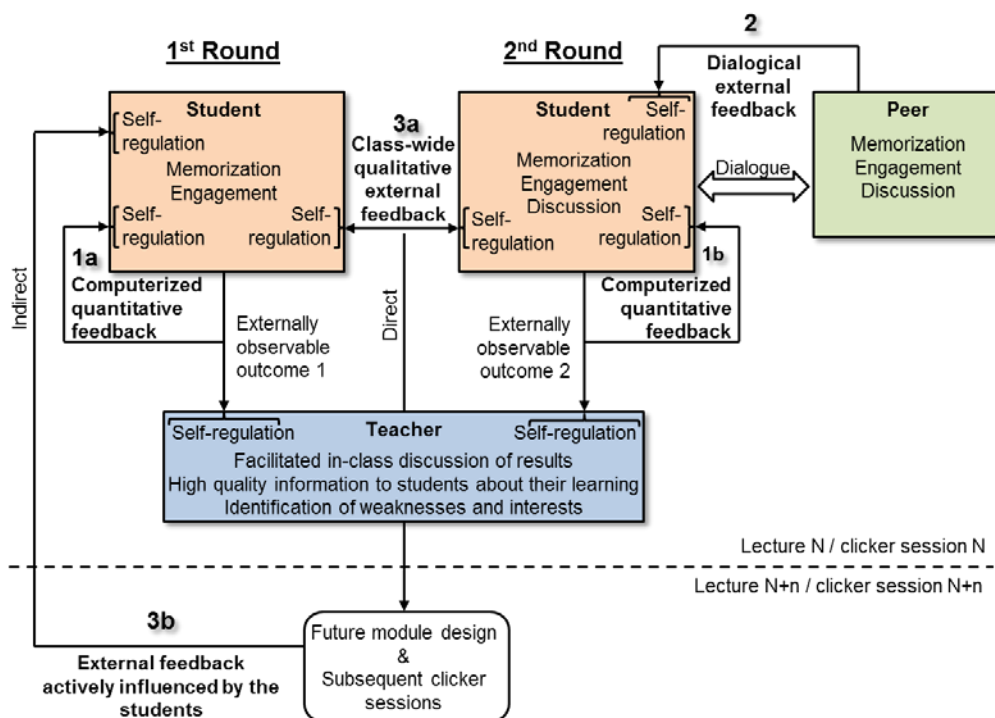 1st Round
2nd Round
2
Dialogical
external
feedback
Student
Self-
regulation
Memorization
Engagement
Self-
regulation
Self-
regulation
3a
Class-wide
qualitative
external
feedback
Student
Self-
regulation
Memorization
Engagement
Discussion
Self-
regulation
Self-
regulation
Dialogue
Peer
Memorization
Engagement
Discussion
1a
Computerized
quantitative
feedback
1b
Computerized
quantitative
feedback
Indirect
Externally
observable
outcome 1
Direct
Externally
observable
outcome 2
Self-regulation
Teacher
Self-regulation
Facilitated in-class discussion of results
High quality information to students about their learning
Identification of weaknesses and interests
Lecture N / clicker session N
Lecture N+n / clicker session N+n
3b
External feedback
actively influenced by the
students
Future module design
&
Subsequent clicker
sessions